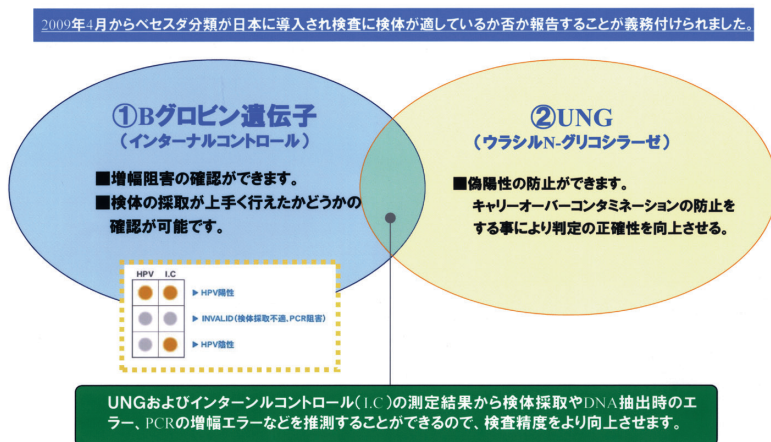 2009年4月からベセスダ分類が日本に導入され検査に検体が適しているか否か報告することが義務付けられました。
①Bグロビン遺伝子
(インターナルコントロール)
■増幅阻害の確認ができます。
■検体の採取が上手く行えたかどうかの
確認が可能です。
②UNG
(ウラシルN-グリコシラーゼ)
■偽陽性の防止ができます。
キャリーオーバーコンタミネーションの防止を
する事により判定の正確性を向上させる。
HPV I.C
▶ HPV陽性
▶ INVALID(検体採取不適、PCR阻害)
▶ HPV陰性
UNGおよびインターンルコントロール(I.C)の測定結果から検体採取やDNA抽出時のエ
ラー、PCRの増幅エラーなどを推測することができるので、検査精度をより向上させます。